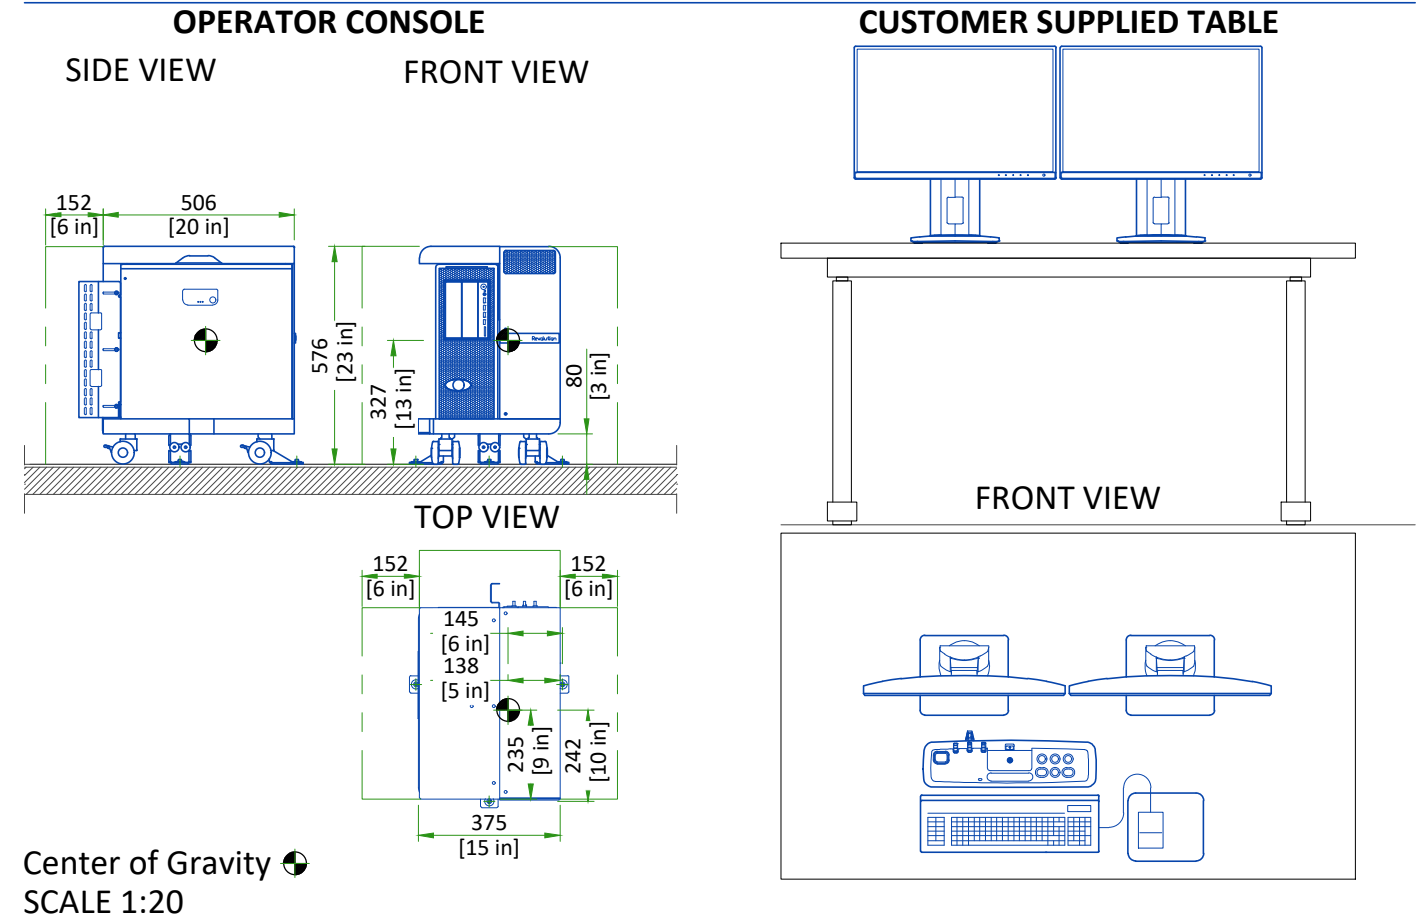 OPERATOR CONSOLE
CUSTOMER SUPPLIED TABLE
SIDE VIEW
FRONT VIEW
152
[6 in]
506
[20 in]
576
[23 in]
327
[13 in]
Revolution
80
[3 in]
FRONT VIEW
TOP VIEW
152
[6 in]
152
[6 in]
145
[6 in]
138
[5 in]
235
[9 in]
242
[10 in]
375
[15 in]
Center of Gravity
SCALE 1:20